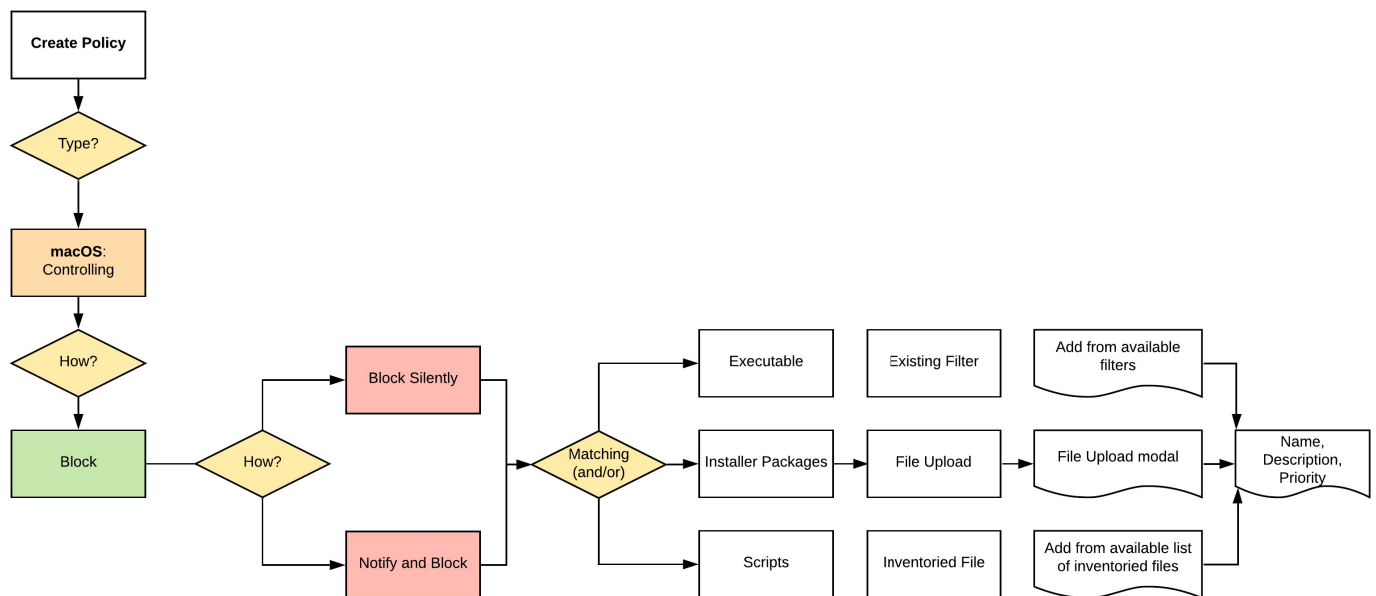 Create Policy
Type?
macOS:
Controlling
How?
Block
How?
Block Silently
Notify and Block
Matching
(and/or)
Executable
Installer Packages
Scripts
Existing Filter
File Upload
Inventoried File
Add from available
filters
File Upload modal
Add from available list
of inventoried files
Name,
Description,
Priority